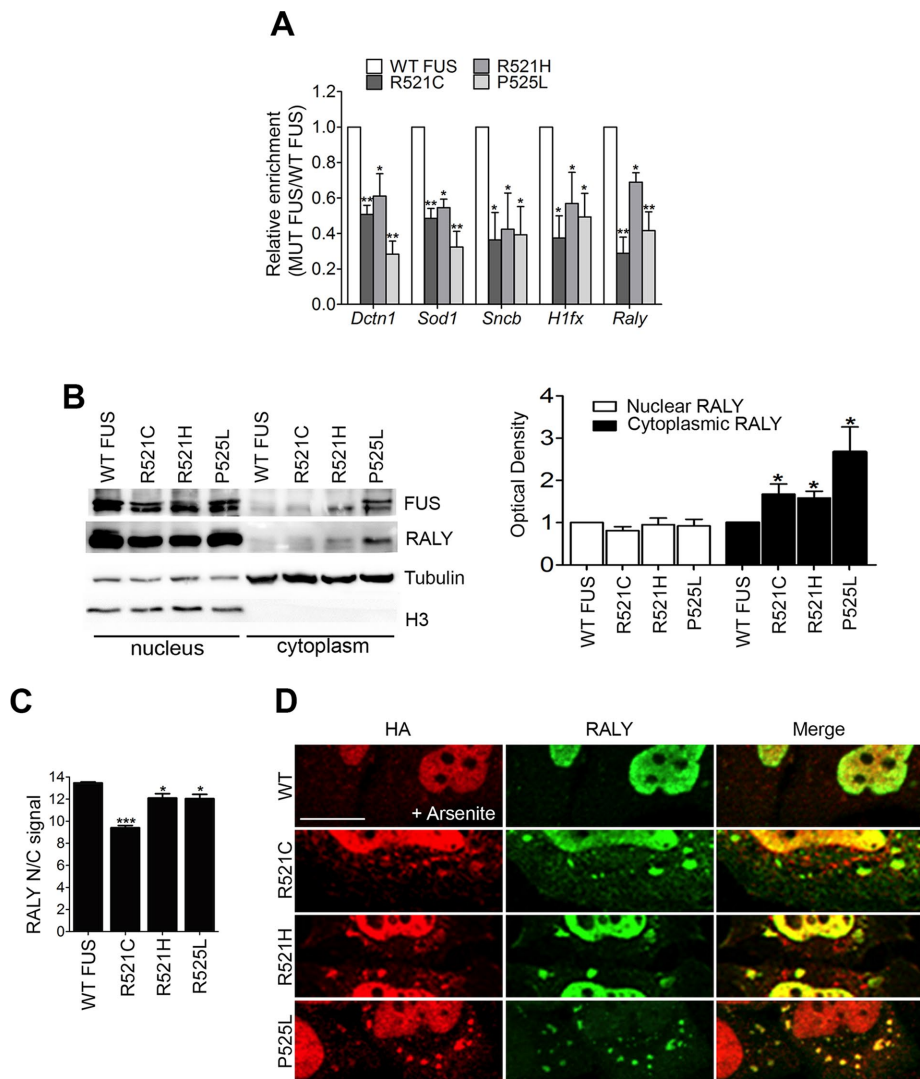 A
WT FUS
R521H
R521C
P525L
Relative enrichment
(MUT FUS/WT FUS)
1.2
1.0
0.8
0.6
0.4
0.2
0.0
** * **
** * **
* * *
* * *
** * **
Dctn1 Sod1 Sncb H1fx Raly
B
WT FUS R521C R521H P525L WT FUS R521C R521H P525L
FUS
RALY
Tubulin
H3
nucleus cytoplasm
Nuclear RALY
Cytoplasmic RALY
Optical Density
4
3
2
1
0
* * *
WT FUS R521C R521H P525L WT FUS R521C R521H P525L
C
RALY N/C signal
14
12
10
8
6
4
2
0
*** * *
WT FUS R521C R521H R525L
D
HA RALY Merge
WT
+ Arsenite
R521C
R521H
P525L